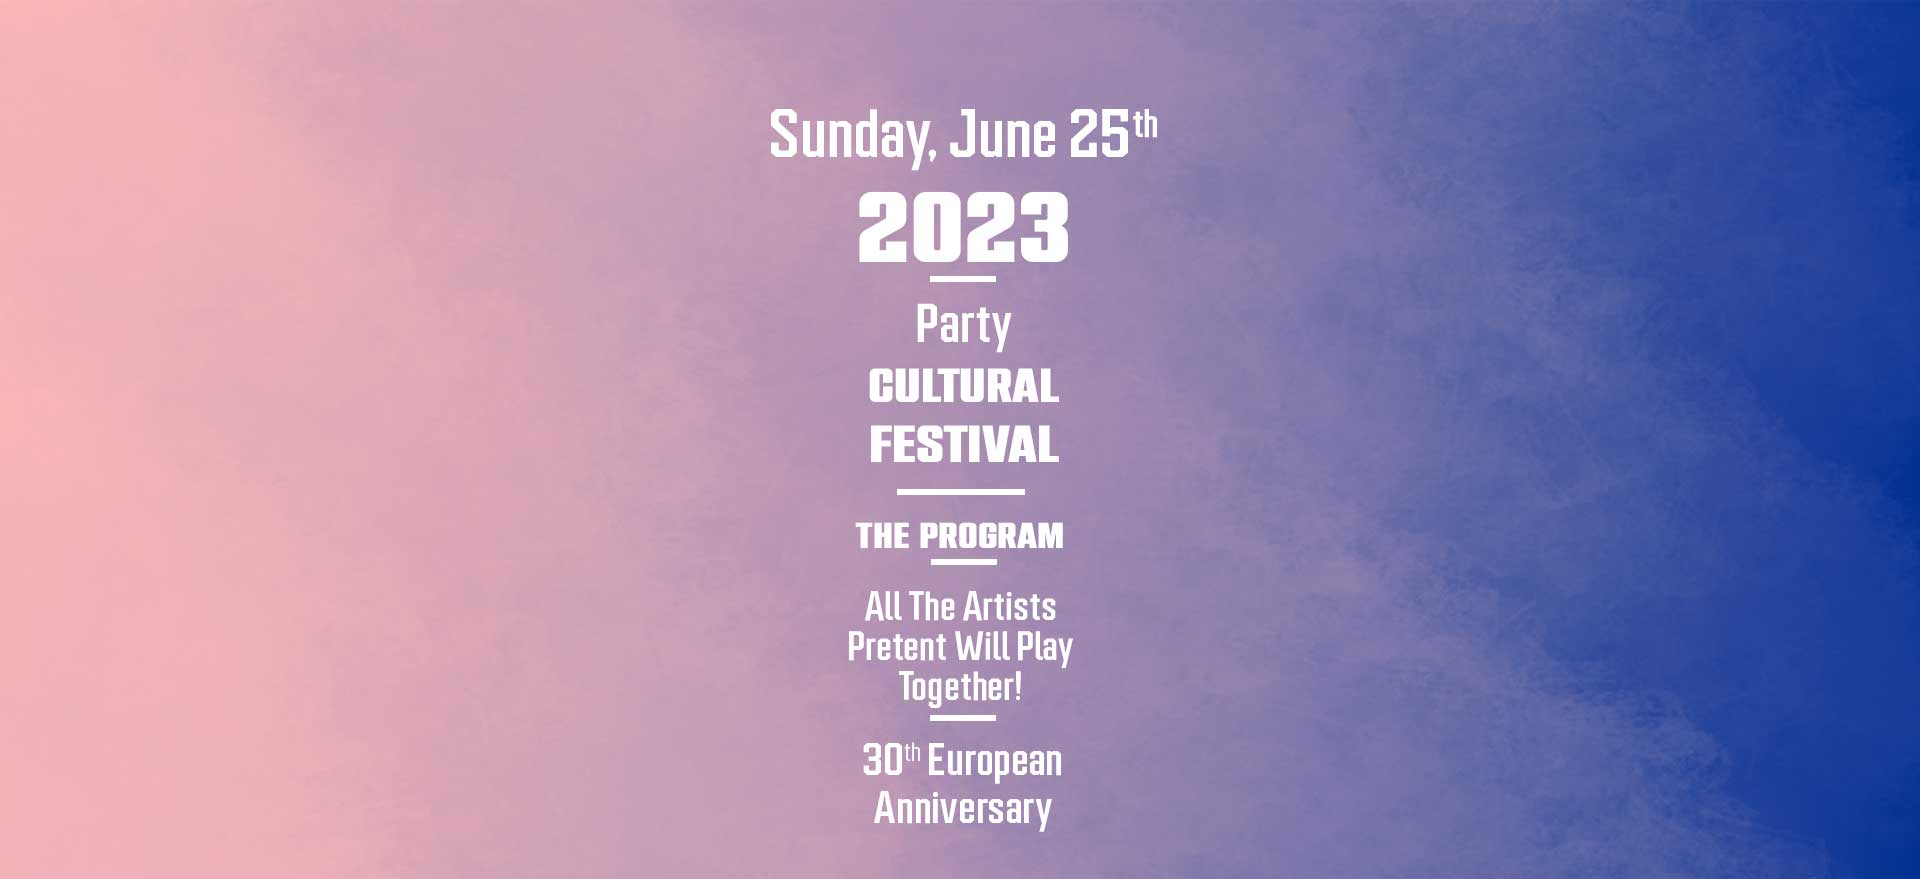 Sunday, June 25th
2023
Party
CULTURAL
FESTIVAL
THE PROGRAM
All The Artists
Pretent Will Play
Together!
30th European
Anniversary